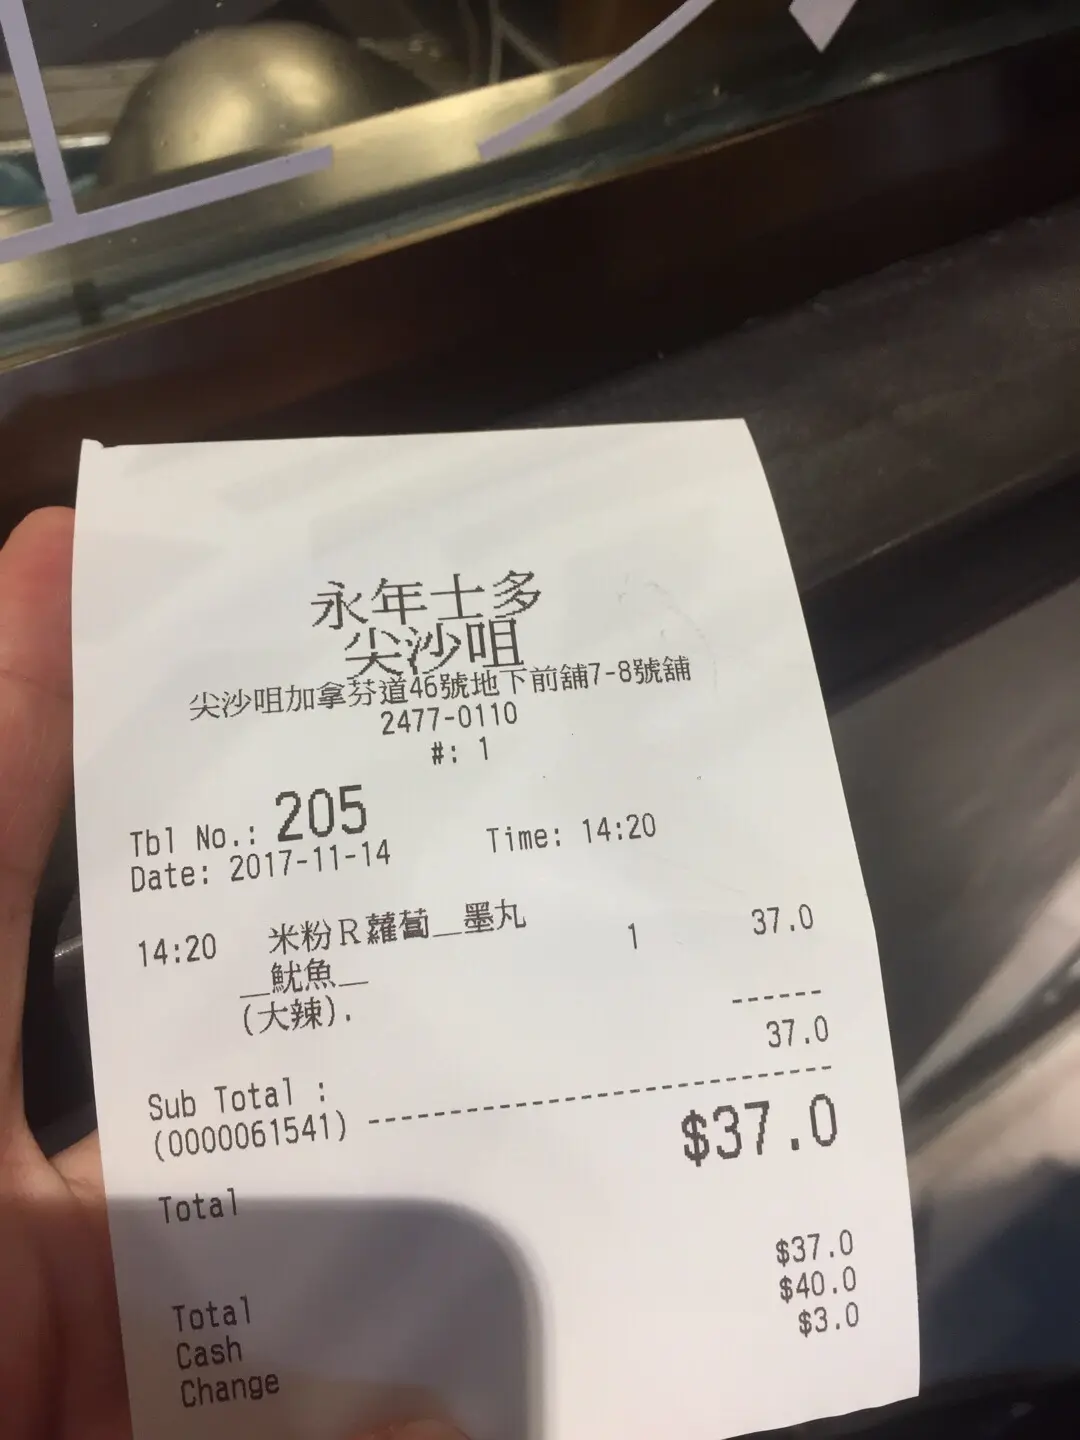 永年士多
尖沙咀
尖沙咀加拿芬道46號地下前舖7-8號舖
2477-0110
#: 1
Tbl No.: 205
Date: 2017-11-14 Time: 14:20
14:20 米粉R蘿蔔__墨丸 1 37.0
__魷魚__
(大辣).
------
37.0
Sub Total :
(0000061541) ------------------------------
$37.0
Total
$37.0
Total $40.0
Cash $3.0
Change